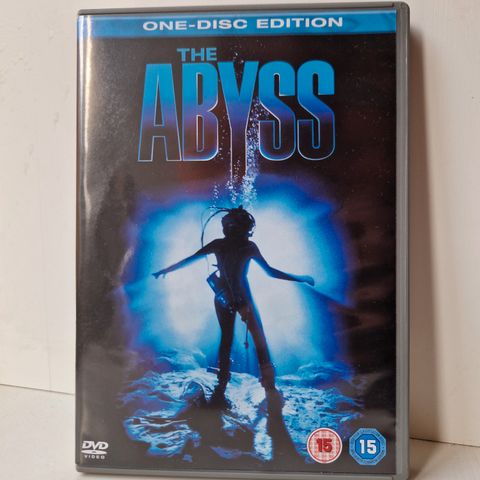 ONE-DISC EDITION
THE
ABYSS
DVD
VIDEO
15
15